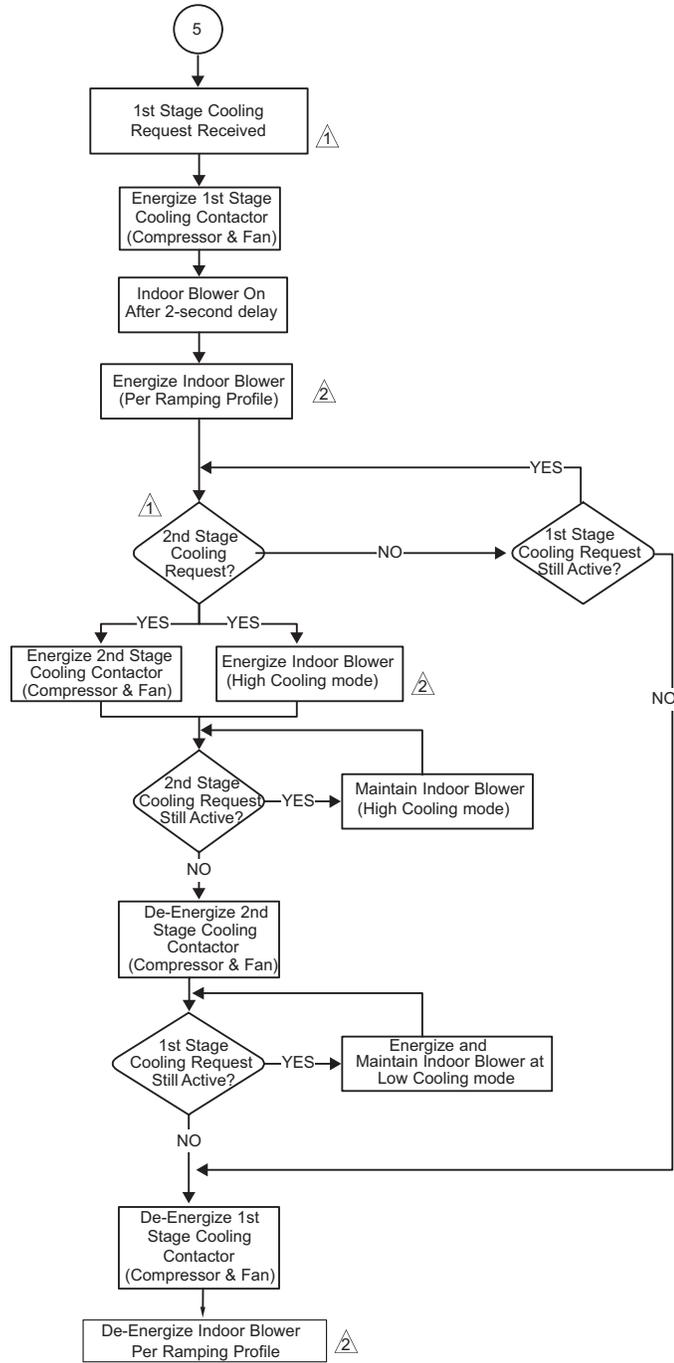 5
1st Stage Cooling
Request Received
1
Energize 1st Stage
Cooling Contactor
(Compressor & Fan)
Indoor Blower On
After 2-second delay
Energize Indoor Blower
(Per Ramping Profile)
2
YES
1
2nd Stage
Cooling
Request?
NO
1st Stage
Cooling Request
Still Active?
YES
YES
Energize 2nd Stage
Cooling Contactor
(Compressor & Fan)
Energize Indoor Blower
(High Cooling mode)
2
NO
2nd Stage
Cooling Request
Still Active?
YES
Maintain Indoor Blower
(High Cooling mode)
NO
De-Energize 2nd
Stage Cooling
Contactor
(Compressor & Fan)
1st Stage
Cooling Request
Still Active?
YES
Energize and
Maintain Indoor Blower at
Low Cooling mode
NO
De-Energize 1st
Stage Cooling
Contactor
(Compressor & Fan)
De-Energize Indoor Blower
Per Ramping Profile
2